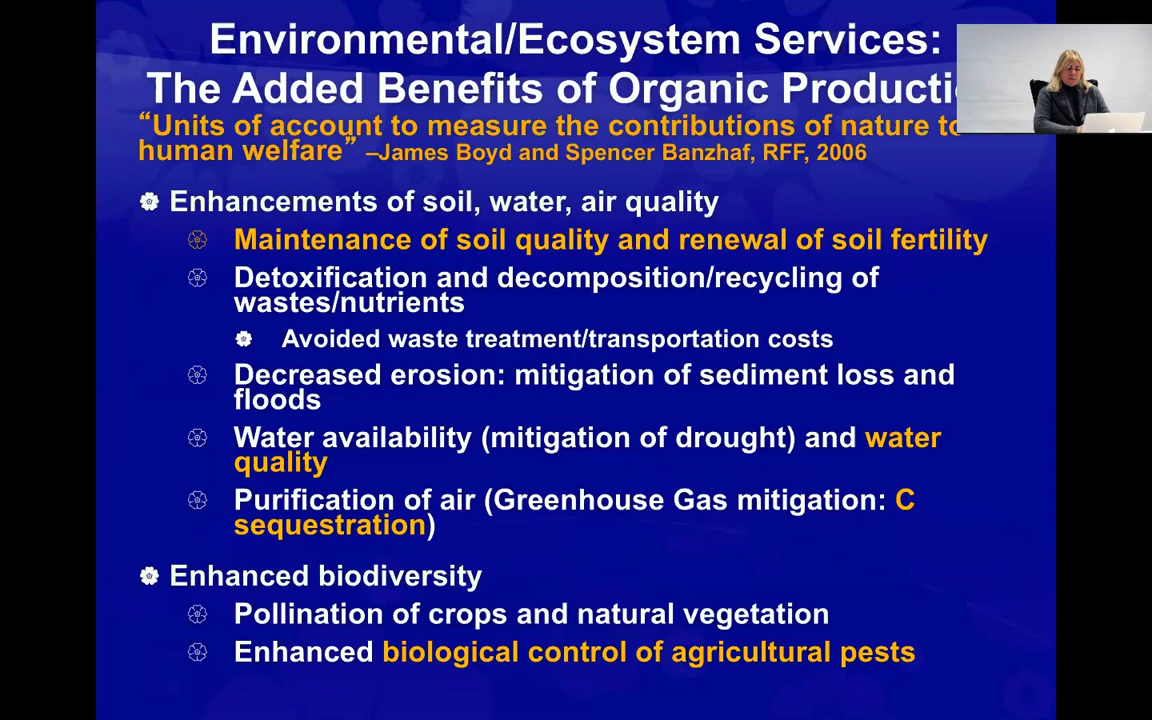 Environmental/Ecosystem Services:
The Added Benefits of Organic
“Units of account to measure the contributions of nature to
human welfare” –James Boyd and Spencer Banzhaf, RFF, 2006
Enhancements of soil, water, air quality
Maintenance of soil quality and renewal of soil fertility
Detoxification and decomposition/recycling of
wastes/nutrients
Avoided waste treatment/transportation costs
Decreased erosion: mitigation of sediment loss and
floods
Water availability (mitigation of drought) and water
quality
Purification of air (Greenhouse Gas mitigation: C
sequestration)
Enhanced biodiversity
Pollination of crops and natural vegetation
Enhanced biological control of agricultural pests